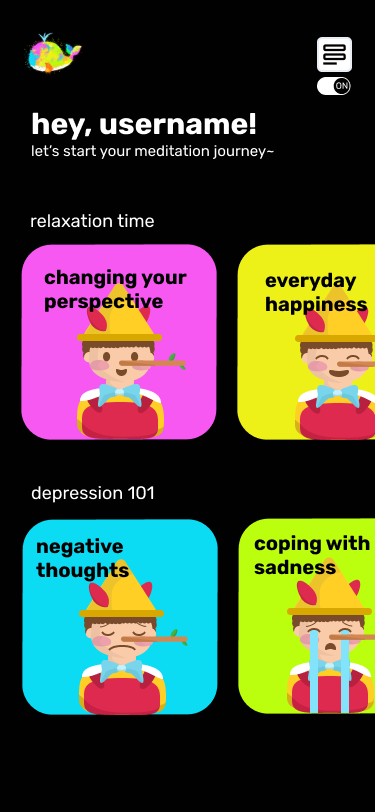 ON
hey, username!
let's start your meditation journey~
relaxation time
changing your
perspective
everyday
happiness
depression 101
negative
thoughts
coping with
sadness